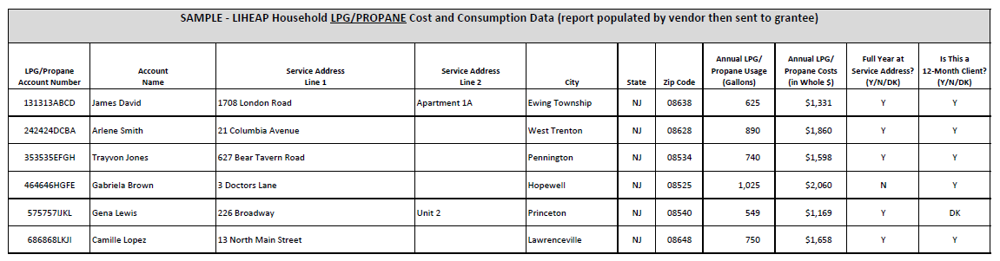 SAMPLE - LIHEAP Household LPG/PROPANE Cost and Consumption Data (report populated by vendor then sent to grantee)
LPG/Propane Account Number Account Name Service Address Line 1 Service Address Line 2 City State Zip Code Annual LPG/ Propane Usage (Gallons) Annual LPG/ Propane Costs (in Whole $) Full Year at Service Address? (Y/N/DK) Is This a 12-Month Client? (Y/N/DK)
131313ABCD James David 1708 London Road Apartment 1A Ewing Township NJ 08638 625 $1,331 Y Y
242424DCBA Arlene Smith 21 Columbia Avenue West Trenton NJ 08628 890 $1,860 Y Y
353535EFGH Trayvon Jones 627 Bear Tavern Road Pennington NJ 08534 740 $1,598 Y Y
464646HGFE Gabriela Brown 3 Doctors Lane Hopewell NJ 08525 1,025 $2,060 N Y
575757IJKL Gena Lewis 226 Broadway Unit 2 Princeton NJ 08540 549 $1,169 Y DK
686868LKJI Camille Lopez 13 North Main Street Lawrenceville NJ 08648 750 $1,658 Y Y